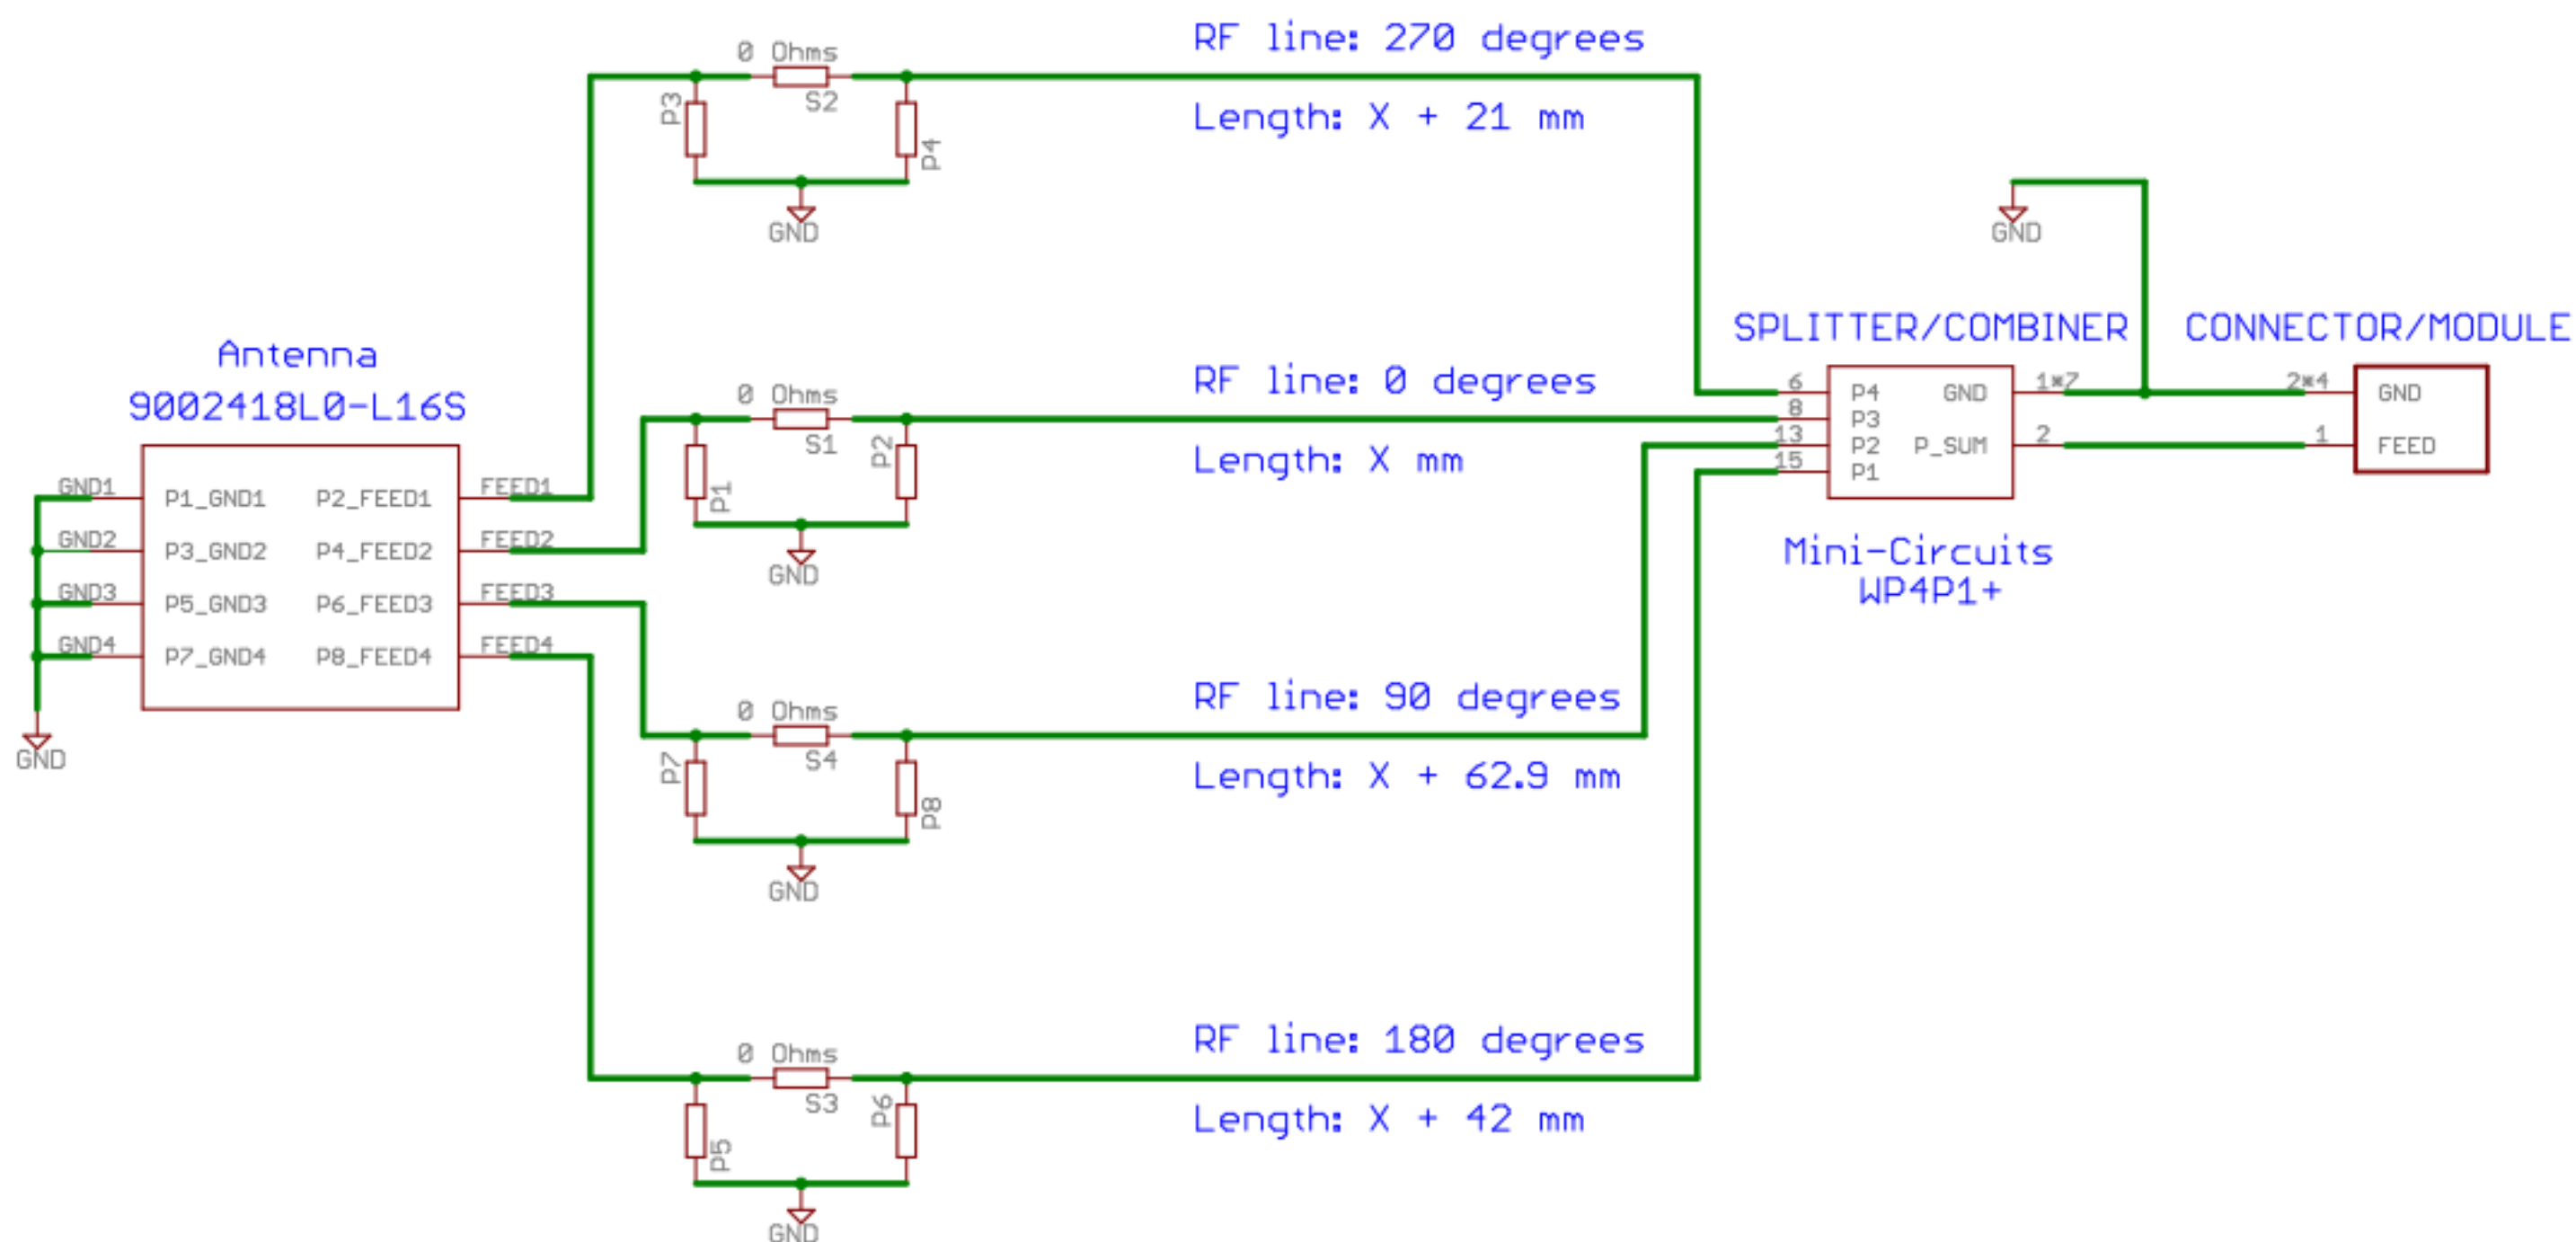 RF line: 270 degrees
0 Ohms
S2
P3
P4
Length: X + 21 mm
GND
GND
Antenna
9002418L0-L16S
0 Ohms
S1
P1
P2
RF line: 0 degrees
Length: X mm
GND
SPLITTER/COMBINER
CONNECTOR/MODULE
6 P4 GND 1*7
8 P3
13 P2 P_SUM 2
15 P1
2*4 GND
1 FEED
Mini-Circuits
WP4P1+
GND1 P1_GND1 P2_FEED1 FEED1
GND2 P3_GND2 P4_FEED2 FEED2
GND3 P5_GND3 P6_FEED3 FEED3
GND4 P7_GND4 P8_FEED4 FEED4
GND
RF line: 90 degrees
0 Ohms
S4
P7
P8
Length: X + 62.9 mm
GND
RF line: 180 degrees
0 Ohms
S3
P5
P6
Length: X + 42 mm
GND